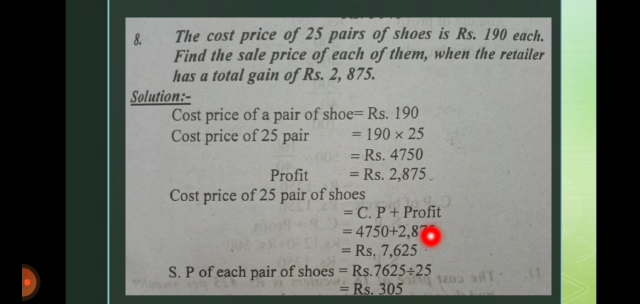 8. The cost price of 25 pairs of shoes is Rs. 190 each.
Find the sale price of each of them, when the retailer
has a total gain of Rs. 2, 875.
Solution:-
Cost price of a pair of shoe= Rs. 190
Cost price of 25 pair = 190 × 25
= Rs. 4750
Profit = Rs. 2,875
Cost price of 25 pair of shoes
= C. P + Profit
= 4750+2,87
= Rs. 7,625
S. P of each pair of shoes = Rs.7625÷25
= Rs. 305